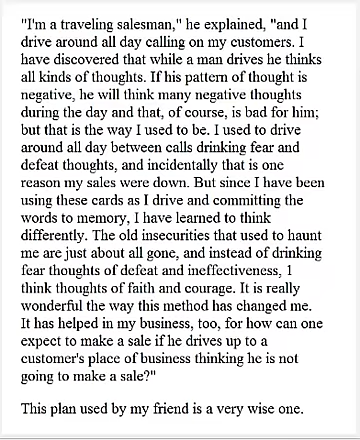 "I'm a traveling salesman," he explained, "and I
drive around all day calling on my customers. I
have discovered that while a man drives he thinks
all kinds of thoughts. If his pattern of thought is
negative, he will think many negative thoughts
during the day and that, of course, is bad for him;
but that is the way I used to be. I used to drive
around all day between calls drinking fear and
defeat thoughts, and incidentally that is one
reason my sales were down. But since I have been
using these cards as I drive and committing the
words to memory, I have learned to think
differently. The old insecurities that used to haunt
me are just about all gone, and instead of drinking
fear thoughts of defeat and ineffectiveness, 1
think thoughts of faith and courage. It is really
wonderful the way this method has changed me.
It has helped in my business, too, for how can one
expect to make a sale if he drives up to a
customer's place of business thinking he is not
going to make a sale?"
This plan used by my friend is a very wise one.